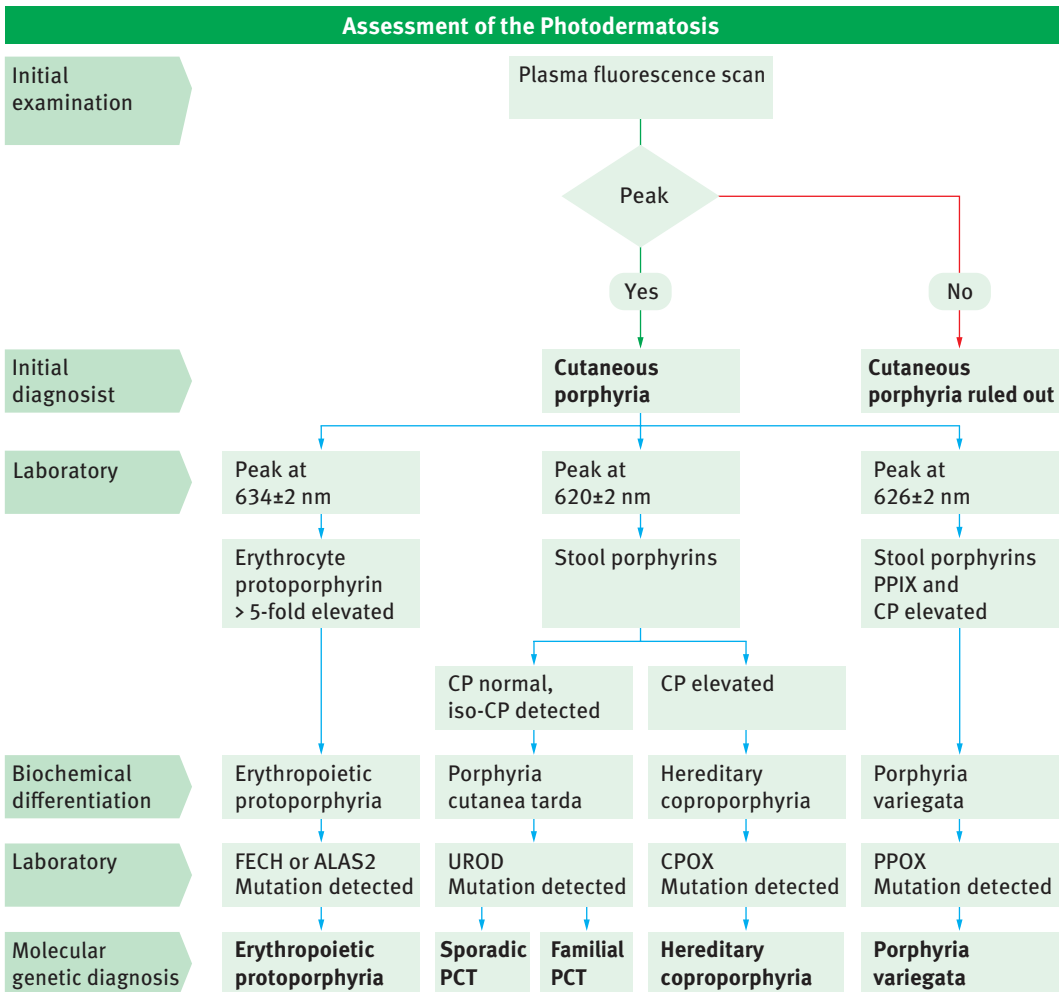 Assessment of the Photodermatosis
Initial
examination
Plasma fluorescence scan
Peak
Yes
No
Initial
diagnosist
Cutaneous
porphyria
Cutaneous
porphyria ruled out
Laboratory
Peak at
634±2 nm
Peak at
620±2 nm
Peak at
626±2 nm
Erythrocyte
protoporphyrin
> 5-fold elevated
Stool porphyrins
Stool porphyrins
PPIX and
CP elevated
CP normal,
iso-CP detected
CP elevated
Biochemical
differentiation
Erythropoietic
protoporphyria
Porphyria
cutanea tarda
Hereditary
coproporphyria
Porphyria
variegata
Laboratory
FECH or ALAS2
Mutation detected
UROD
Mutation detected
CPOX
Mutation detected
PPOX
Mutation detected
Molecular
genetic diagnosis
Erythropoietic
protoporphyria
Sporadic
PCT
Familial
PCT
Hereditary
coproporphyria
Porphyria
variegata